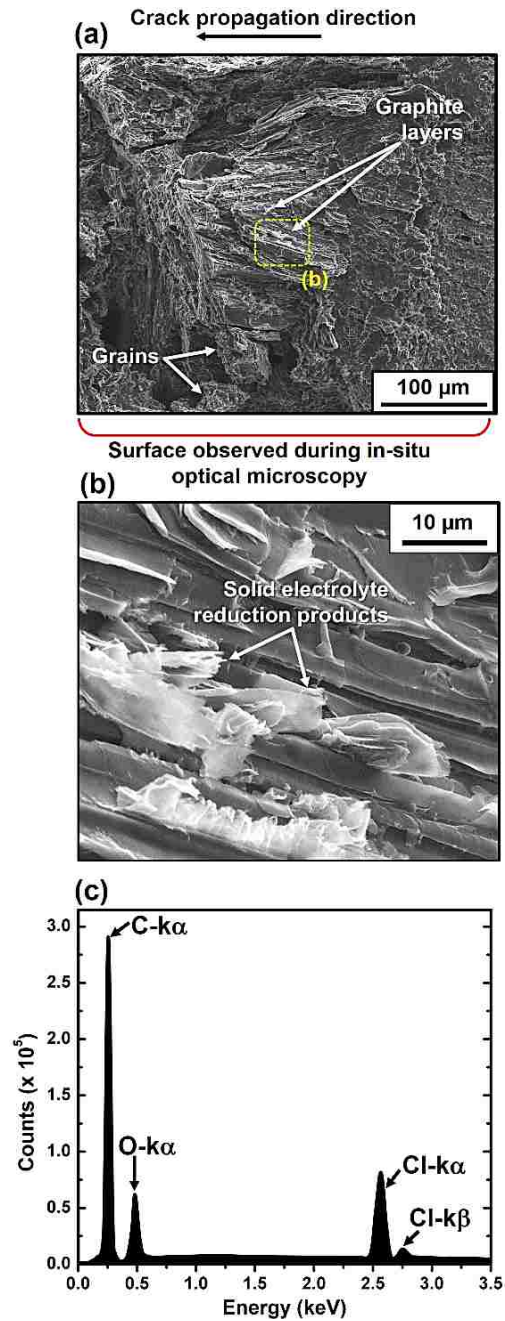 Crack propagation direction
(a)
Graphite
layers
(b)
Grains
100 µm
Surface observed during in-situ
optical microscopy
(b)
10 µm
Solid electrolyte
reduction products
(c)
3.0
2.5
2.0
1.5
1.0
0.5
0.0
Counts (x 10⁵)
C-kα
O-kα
Cl-kα
Cl-kβ
0.0 0.5 1.0 1.5 2.0 2.5 3.0 3.5
Energy (keV)